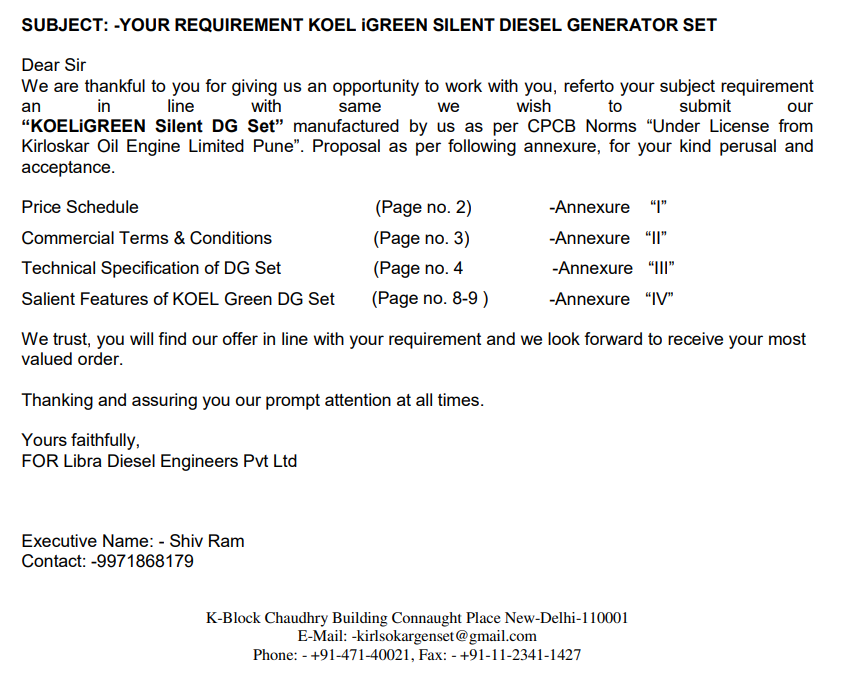 SUBJECT: -YOUR REQUIREMENT KOEL iGREEN SILENT DIESEL GENERATOR SET
Dear Sir
We are thankful to you for giving us an opportunity to work with you, referto your subject requirement
an in line with same we wish to submit our
“KOELiGREEN Silent DG Set” manufactured by us as per CPCB Norms “Under License from
Kirloskar Oil Engine Limited Pune”. Proposal as per following annexure, for your kind perusal and
acceptance.
Price Schedule (Page no. 2) -Annexure “I”
Commercial Terms & Conditions (Page no. 3) -Annexure “II”
Technical Specification of DG Set (Page no. 4 -Annexure “III”
Salient Features of KOEL Green DG Set (Page no. 8-9 ) -Annexure “IV”
We trust, you will find our offer in line with your requirement and we look forward to receive your most
valued order.
Thanking and assuring you our prompt attention at all times.
Yours faithfully,
FOR Libra Diesel Engineers Pvt Ltd
Executive Name: - Shiv Ram
Contact: -9971868179
K-Block Chaudhry Building Connaught Place New-Delhi-110001
E-Mail: -kirlsokargenset@gmail.com
Phone: - +91-471-40021, Fax: - +91-11-2341-1427